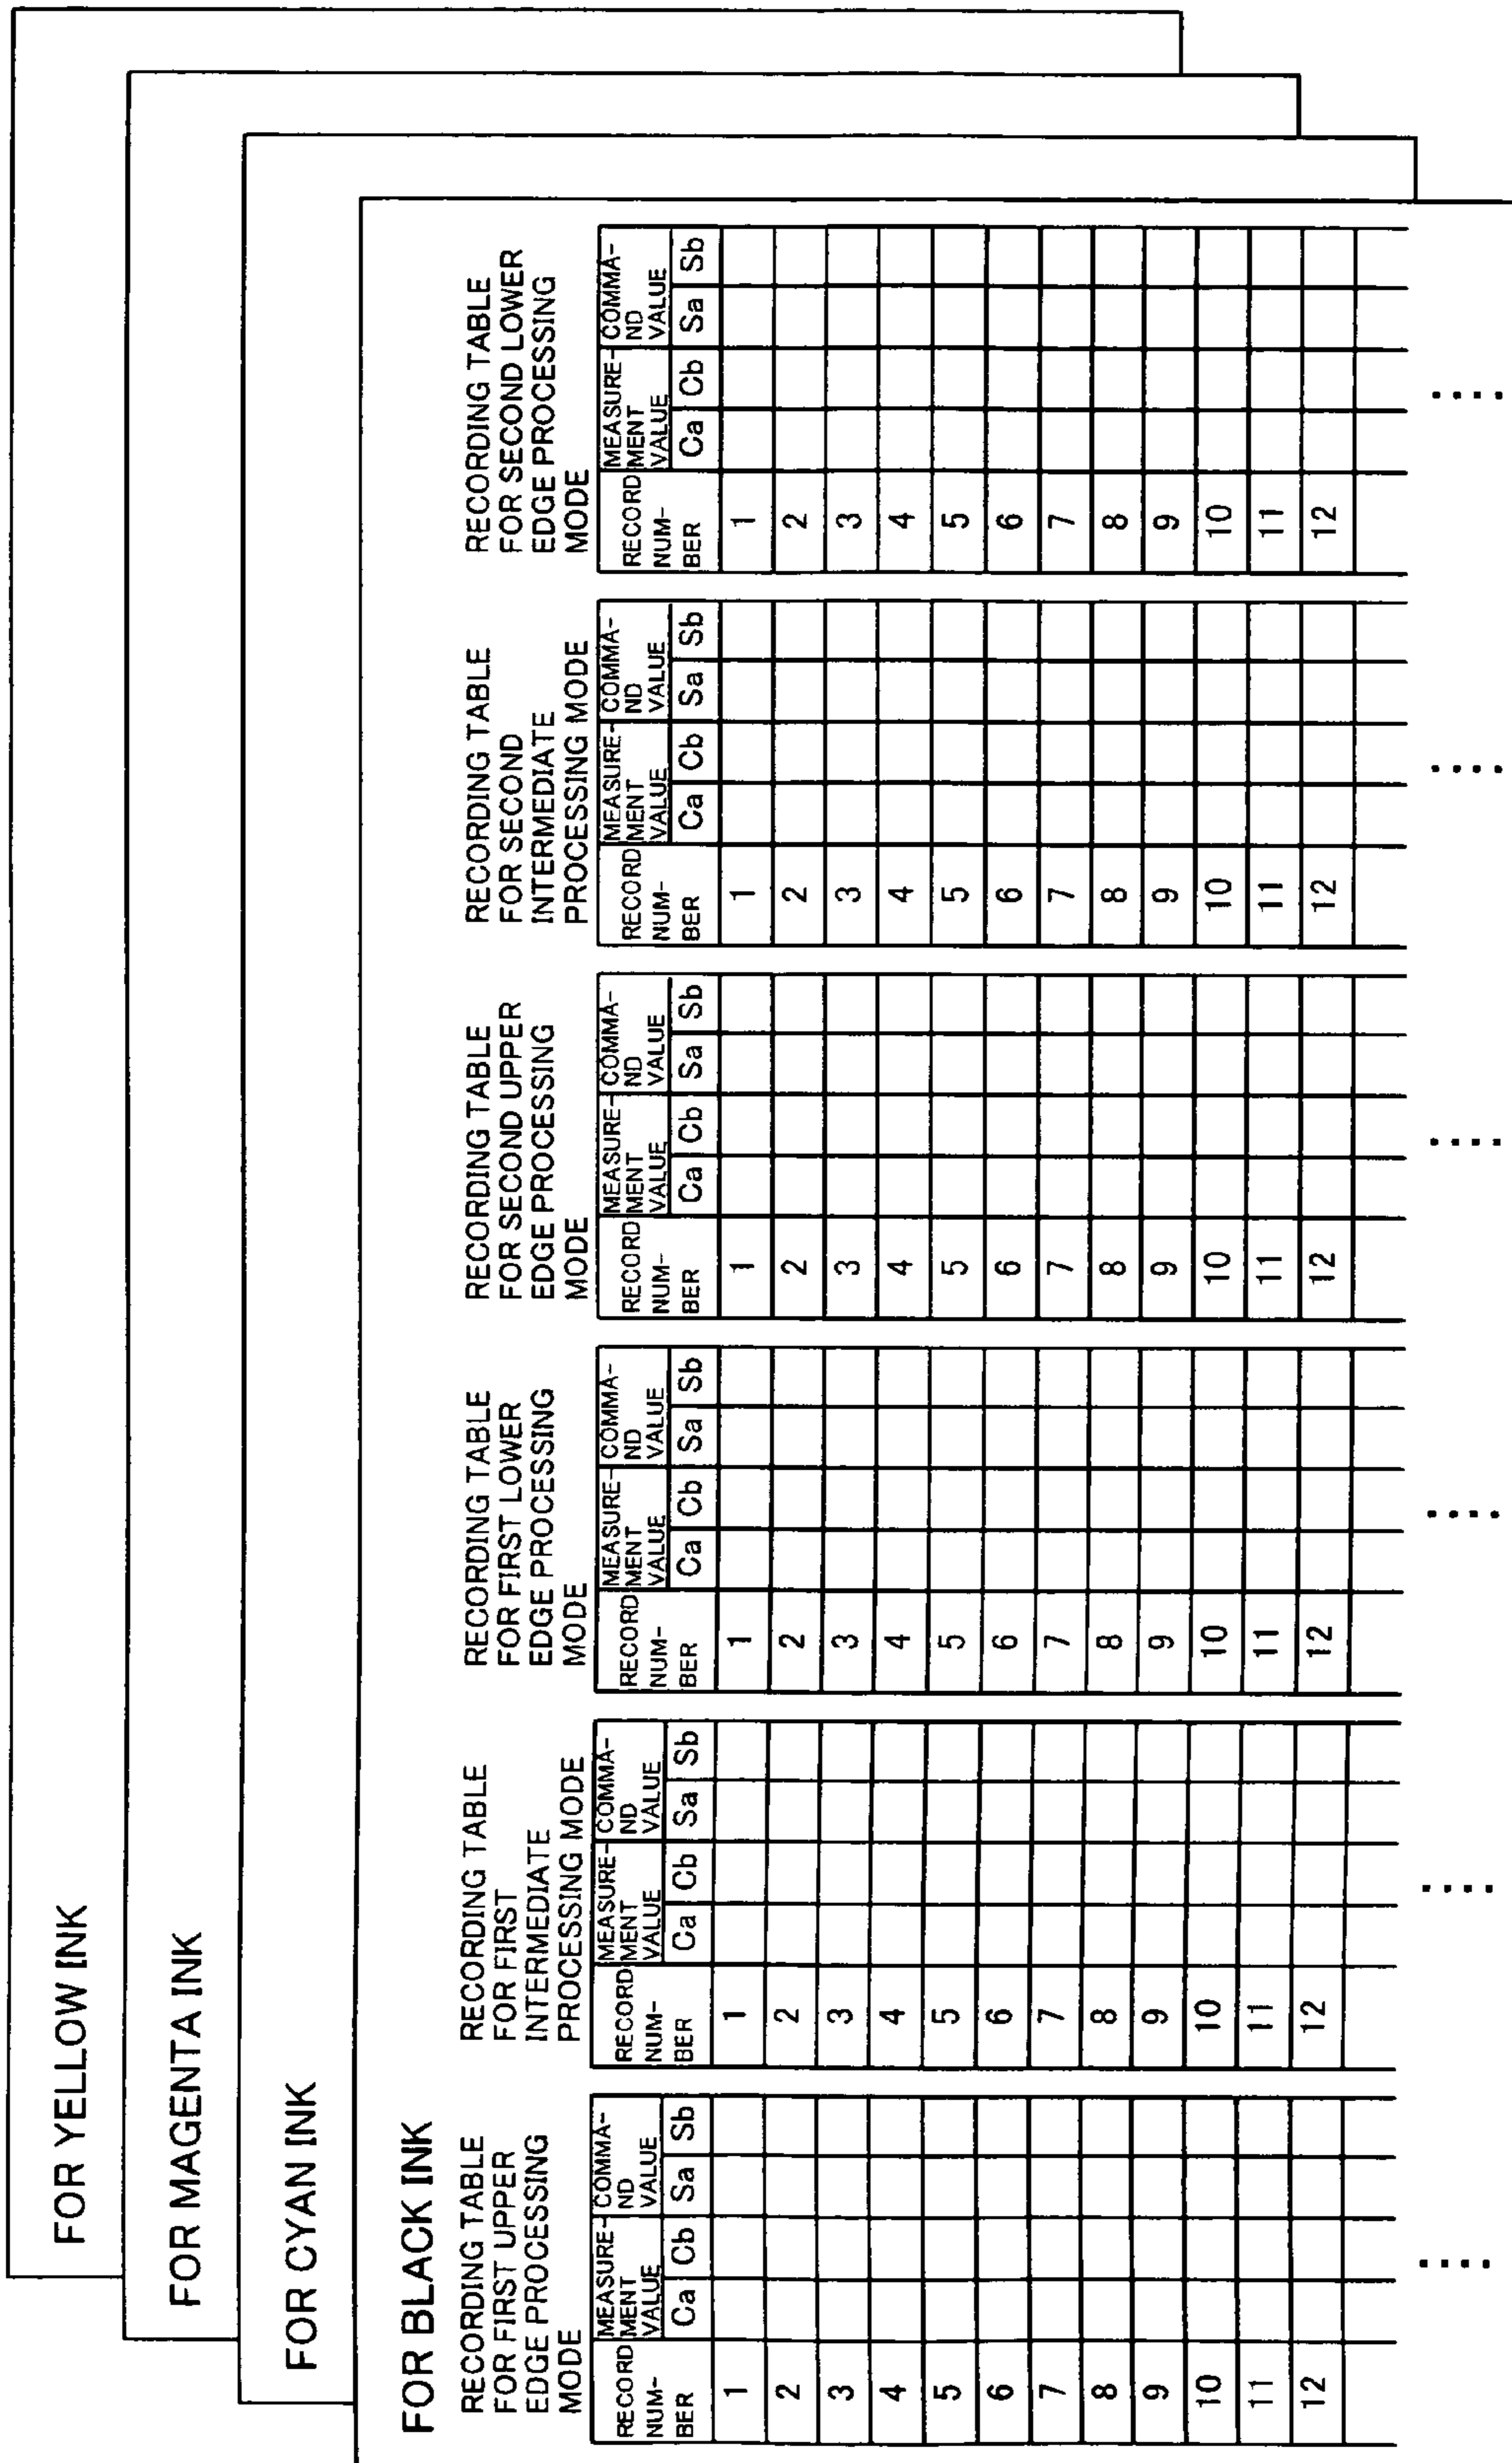 FOR YELLOW INK
FOR MAGENTA INK
FOR CYAN INK
FOR BLACK INK
RECORDING TABLE
FOR FIRST UPPER
EDGE PROCESSING
MODE
RECORD NUM- BER
MEASURE- MENT VALUE
COMMA- ND VALUE
Ca Cb Sa Sb
1
2
3
4
5
6
7
8
9
10
11
12
....
RECORDING TABLE
FOR FIRST
INTERMEDIATE
PROCESSING MODE
RECORD NUM- BER
MEASURE- MENT VALUE
COMMA- ND VALUE
Ca Cb Sa Sb
1
2
3
4
5
6
7
8
9
10
11
12
....
RECORDING TABLE
FOR FIRST LOWER
EDGE PROCESSING
MODE
RECORD NUM- BER
MEASURE- MENT VALUE
COMMA- ND VALUE
Ca Cb Sa Sb
1
2
3
4
5
6
7
8
9
10
11
12
....
RECORDING TABLE
FOR SECOND UPPER
EDGE PROCESSING
MODE
RECORD NUM- BER
MEASURE- MENT VALUE
COMMA- ND VALUE
Ca Cb Sa Sb
1
2
3
4
5
6
7
8
9
10
11
12
....
RECORDING TABLE
FOR SECOND
INTERMEDIATE
PROCESSING MODE
RECORD NUM- BER
MEASURE- MENT VALUE
COMMA- ND VALUE
Ca Cb Sa Sb
1
2
3
4
5
6
7
8
9
10
11
12
....
RECORDING TABLE
FOR SECOND LOWER
EDGE PROCESSING
MODE
RECORD NUM- BER
MEASURE- MENT VALUE
COMMA- ND VALUE
Ca Cb Sa Sb
1
2
3
4
5
6
7
8
9
10
11
12
....